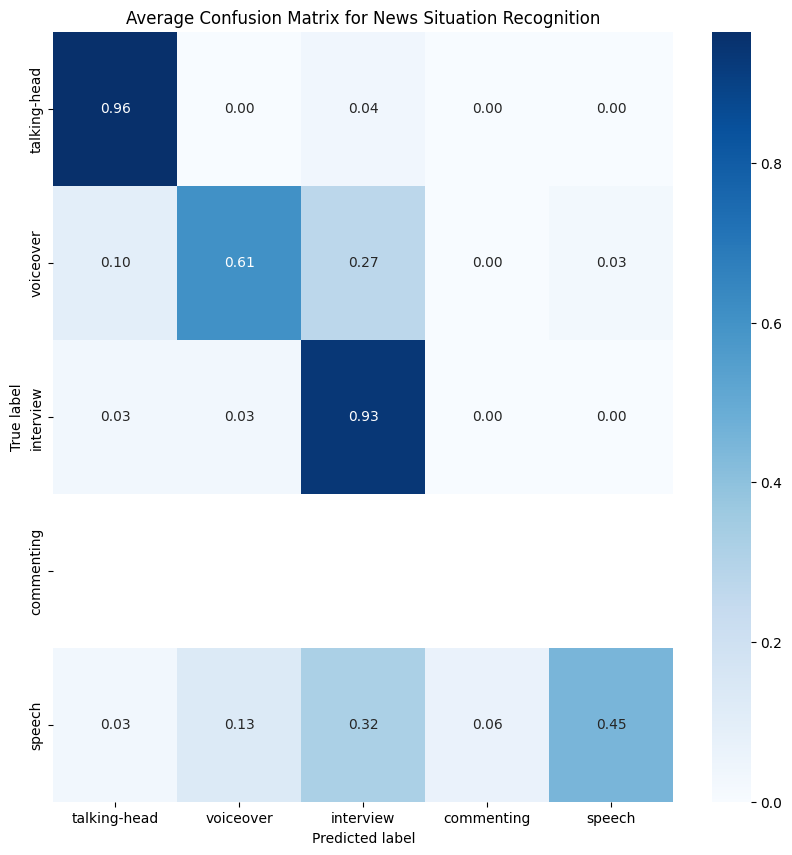 Average Confusion Matrix for News Situation Recognition
True label
talking-head
0.96 0.00 0.04 0.00 0.00
voiceover
0.10 0.61 0.27 0.00 0.03
interview
0.03 0.03 0.93 0.00 0.00
commenting
speech
0.03 0.13 0.32 0.06 0.45
talking-head voiceover interview commenting speech
Predicted label
0.8
0.6
0.4
0.2
0.0